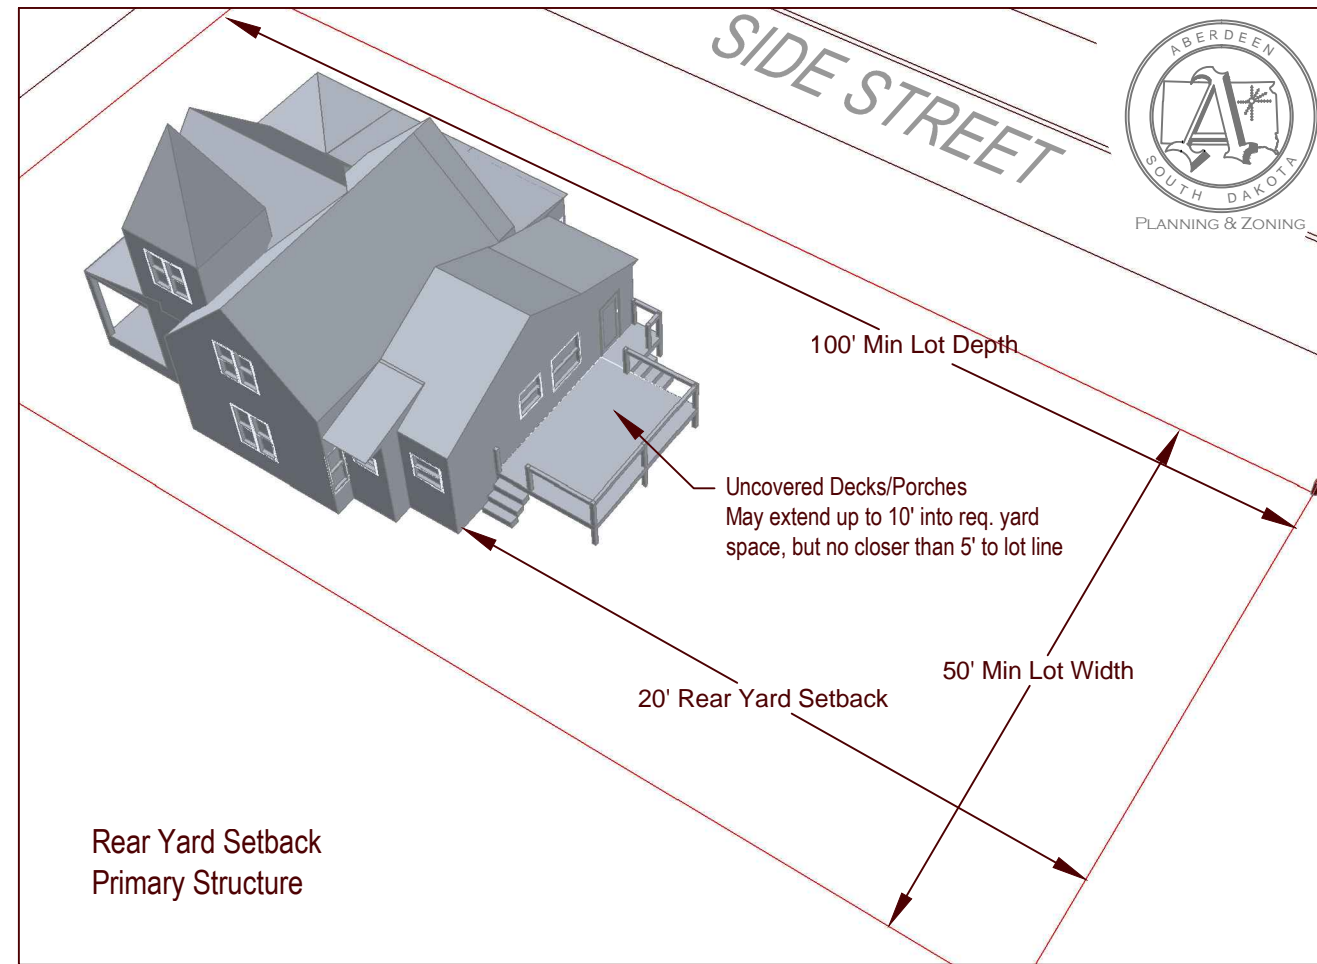 SIDE STREET
ABERDEEN
SOUTH DAKOTA
A
PLANNING & ZONING
100' Min Lot Depth
Uncovered Decks/Porches
May extend up to 10' into req. yard
space, but no closer than 5' to lot line
50' Min Lot Width
20' Rear Yard Setback
Rear Yard Setback
Primary Structure